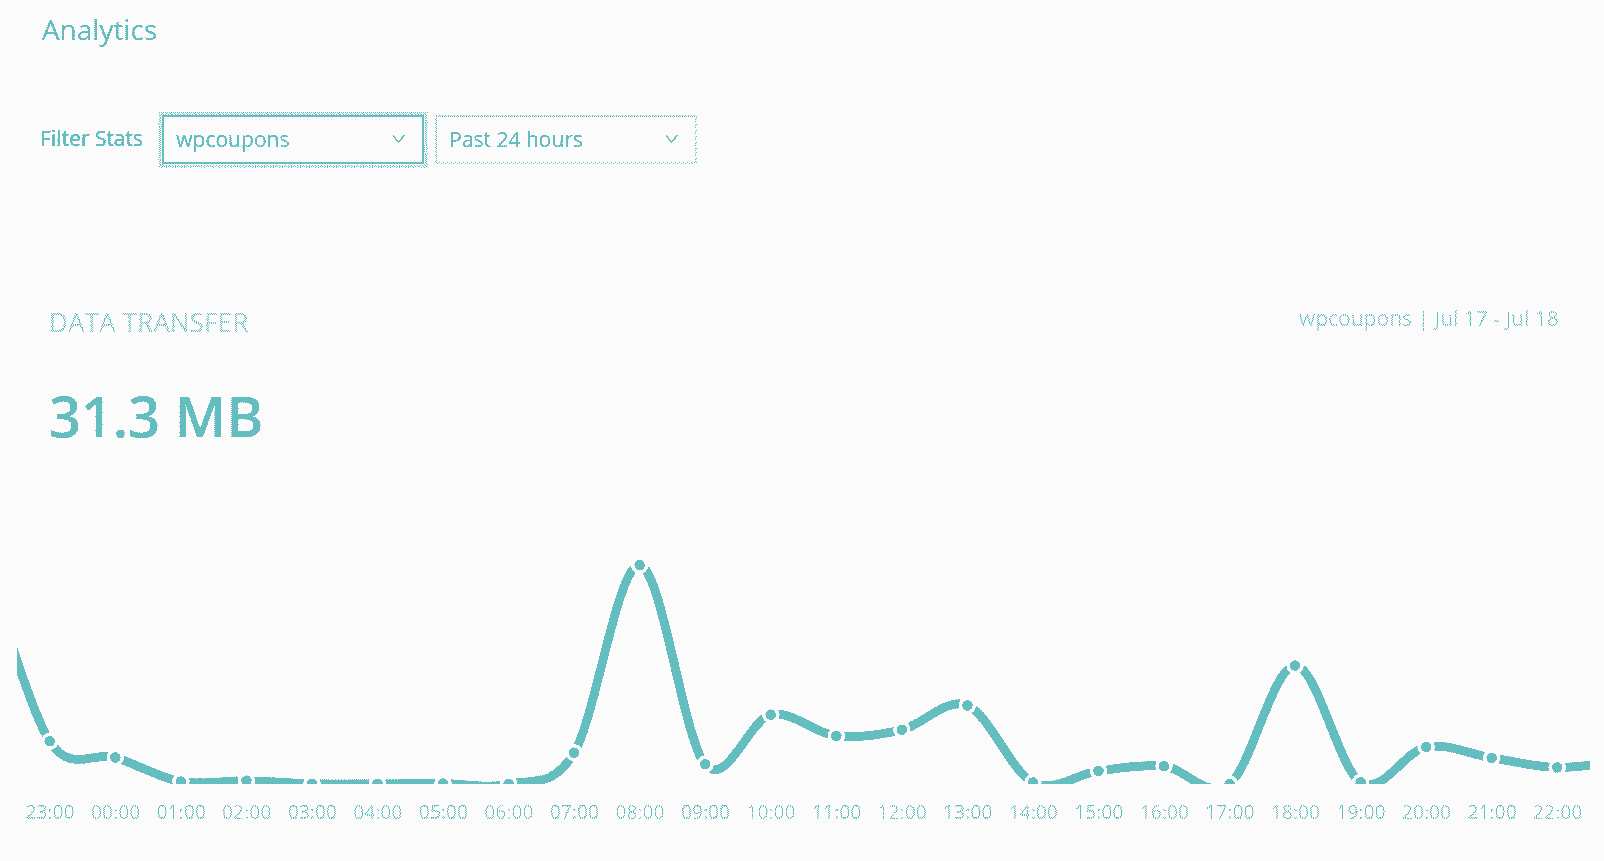 Analytics
Filter Stats wpcoupons Past 24 hours
DATA TRANSFER wpcoupons | Jul 17 - Jul 18
31.3 MB
23:00 00:00 01:00 02:00 03:00 04:00 05:00 06:00 07:00 08:00 09:00 10:00 11:00 12:00 13:00 14:00 15:00 16:00 17:00 18:00 19:00 20:00 21:00 22:00